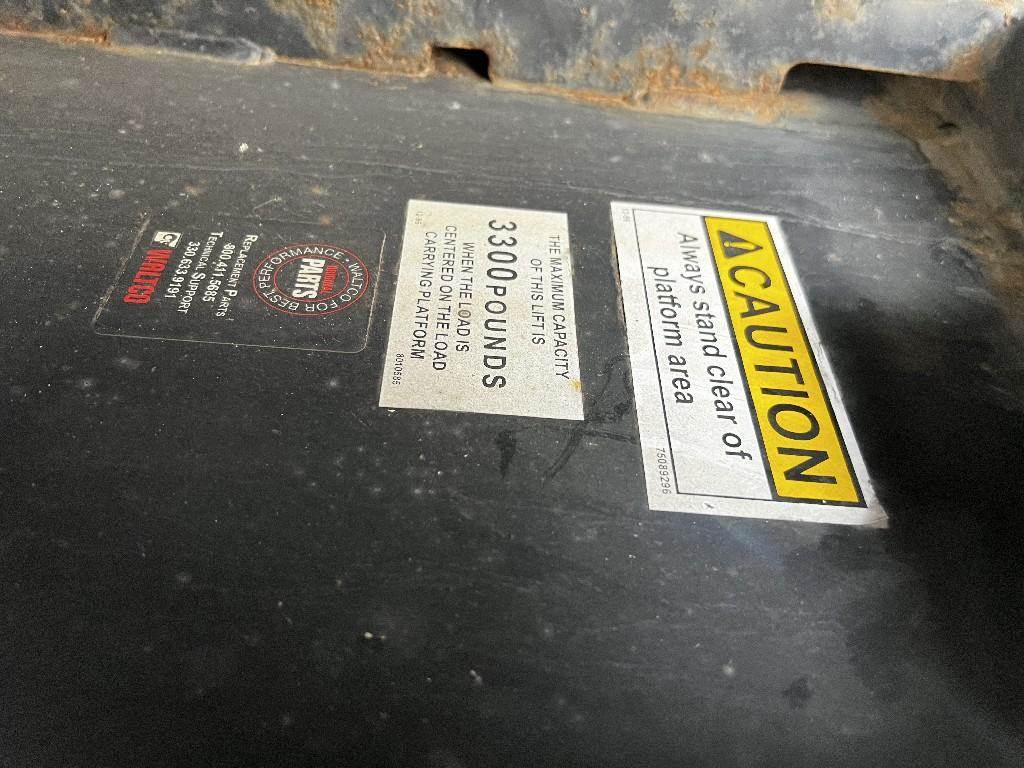 CAUTION
Always stand clear of
platform area
75089296
THE MAXIMUM CAPACITY
OF THIS LIFT IS
3300 POUNDS
WHEN THE LOAD IS
CENTERED ON THE LOAD
CARRYING PLATFORM
8010585
WALTCO FOR BEST PERFORMANCE •
PARTS
REPLACEMENT PARTS
800.411.5685
TECHNICAL SUPPORT
330.633.9191
WALTCO